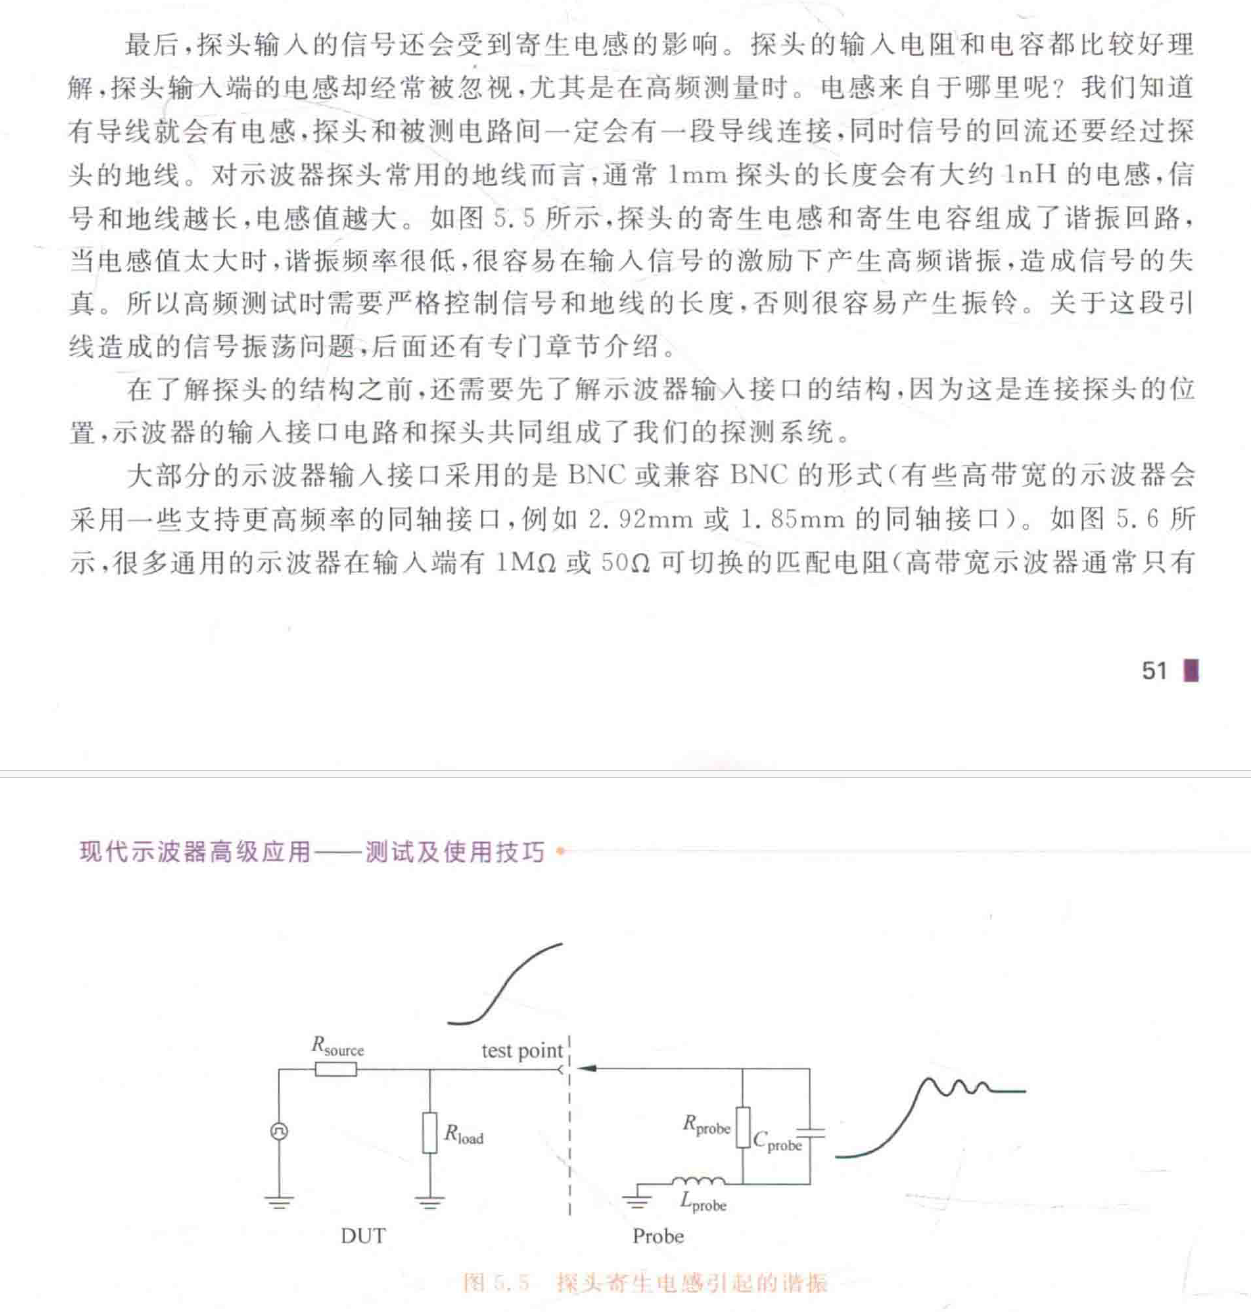 最后,探头输入的信号还会受到寄生电感的影响。探头的输入电阻和电容都比较好理
解,探头输入端的电感却经常被忽视,尤其是在高频测量时。电感来自于哪里呢？我们知道
有导线就会有电感,探头和被测电路间一定会有一段导线连接,同时信号的回流还要经过探
头的地线。对示波器探头常用的地线而言,通常 1mm 探头的长度会有大约 1nH 的电感,信
号和地线越长,电感值越大。如图 5.5 所示,探头的寄生电感和寄生电容组成了谐振回路,
当电感值太大时,谐振频率很低,很容易在输入信号的激励下产生高频谐振,造成信号的失
真。所以高频测试时需要严格控制信号和地线的长度,否则很容易产生振铃。关于这段引
线造成的信号振荡问题,后面还有专门章节介绍。
在了解探头的结构之前,还需要先了解示波器输入接口的结构,因为这是连接探头的位
置,示波器的输入接口电路和探头共同组成了我们的探测系统。
大部分的示波器输入接口采用的是 BNC 或兼容 BNC 的形式(有些高带宽的示波器会
采用一些支持更高频率的同轴接口,例如 2.92mm 或 1.85mm 的同轴接口)。如图 5.6 所
示,很多通用的示波器在输入端有 1MΩ 或 50Ω 可切换的匹配电阻(高带宽示波器通常只有
51
现代示波器高级应用——测试及使用技巧
Rsource
test point
Rload
Rprobe
Cprobe
Lprobe
DUT
Probe
图 5.5 探头寄生电感引起的谐振